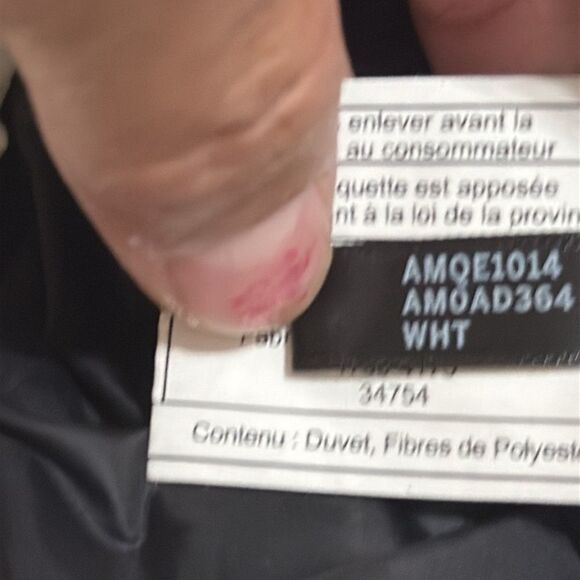 enlever avant la
au consommateur
quette est apposée
nt à la loi de la provin
AMQE1014
AM0AD364
WHT
34754
Contenu : Duvet, Fibres de Polyest